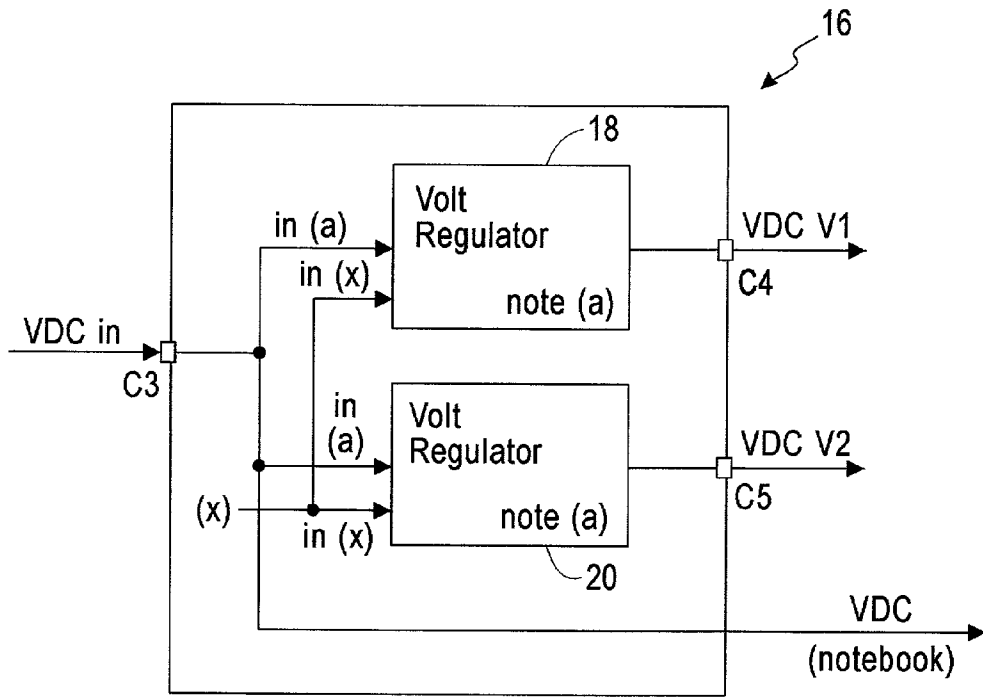 16
18
Volt
Regulator
in (a)
in (x)
note (a)
VDC V1
C4
VDC in
C3
in
(a)
Volt
Regulator
VDC V2
C5
(x)
in (x)
note (a)
20
VDC
(notebook)